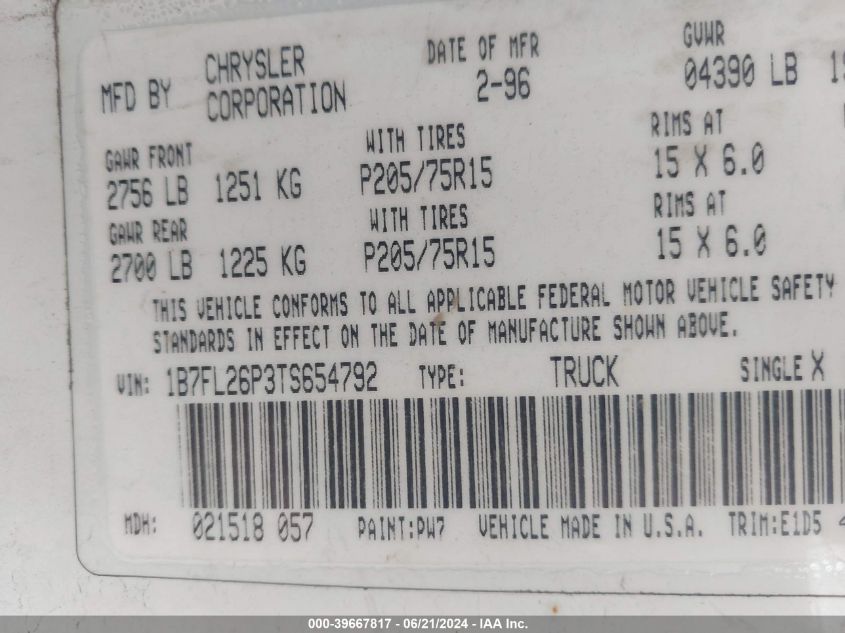 MFD BY CHRYSLER CORPORATION DATE OF MFR 2-96 GVWR 04390 LB
GAWR FRONT WITH TIRES RIMS AT
2756 LB 1251 KG P205/75R15 15 X 6.0
GAWR REAR WITH TIRES RIMS AT
2700 LB 1225 KG P205/75R15 15 X 6.0
THIS VEHICLE CONFORMS TO ALL APPLICABLE FEDERAL MOTOR VEHICLE SAFETY
STANDARDS IN EFFECT ON THE DATE OF MANUFACTURE SHOWN ABOVE.
VIN: 1B7FL26P3TS654792 TYPE: TRUCK SINGLE X
MDH: 021518 057 PAINT:PW7 VEHICLE MADE IN U.S.A. TRIM:E1D5
000-39667817 - 06/21/2024 - IAA Inc.